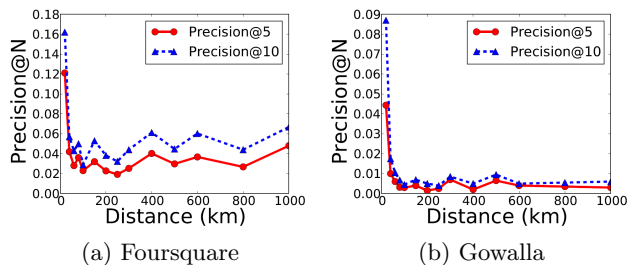 0.18
0.16
0.14
0.12
0.10
0.08
0.06
0.04
0.02
0.00
Precision@N
Precision@5
Precision@10
0 200 400 600 800 1000
Distance (km)
(a) Foursquare
0.09
0.08
0.07
0.06
0.05
0.04
0.03
0.02
0.01
0.00
Precision@N
Precision@5
Precision@10
0 200 400 600 800 1000
Distance (km)
(b) Gowalla